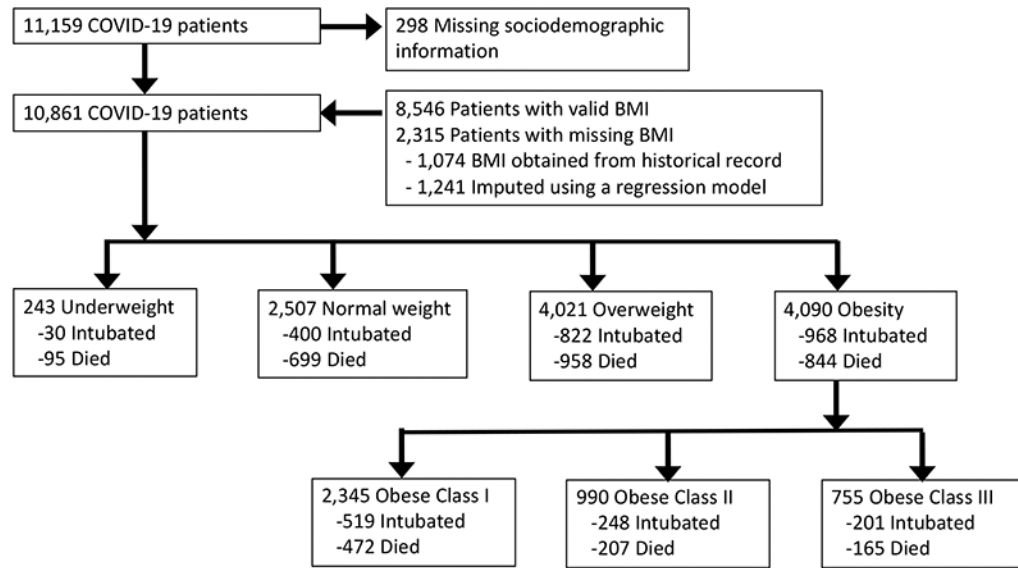 11,159 COVID-19 patients
298 Missing sociodemographic
information
10,861 COVID-19 patients
8,546 Patients with valid BMI
2,315 Patients with missing BMI
- 1,074 BMI obtained from historical record
- 1,241 Imputed using a regression model
243 Underweight
-30 Intubated
-95 Died
2,507 Normal weight
-400 Intubated
-699 Died
4,021 Overweight
-822 Intubated
-958 Died
4,090 Obesity
-968 Intubated
-844 Died
2,345 Obese Class I
-519 Intubated
-472 Died
990 Obese Class II
-248 Intubated
-207 Died
755 Obese Class III
-201 Intubated
-165 Died